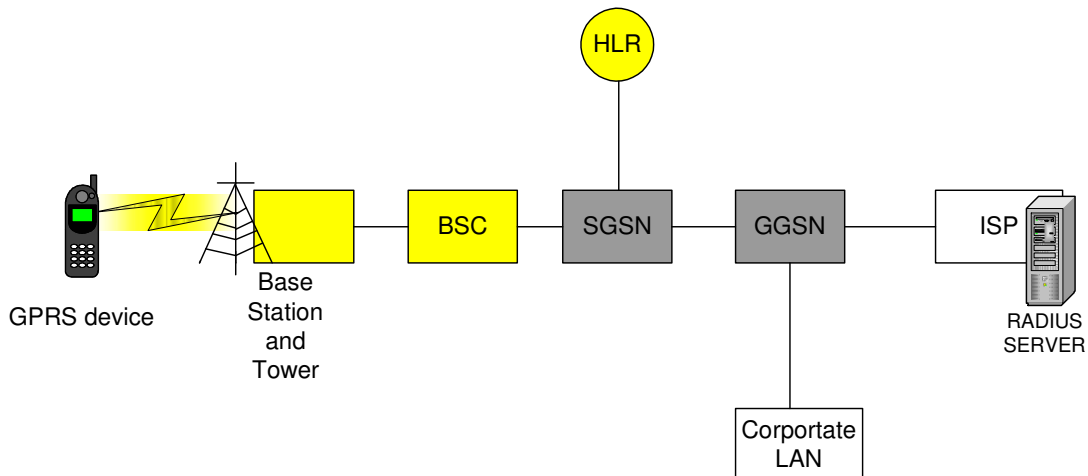 HLR
BSC
SGSN
GGSN
ISP
GPRS device
Base
Station
and
Tower
RADIUS
SERVER
Corportate
LAN